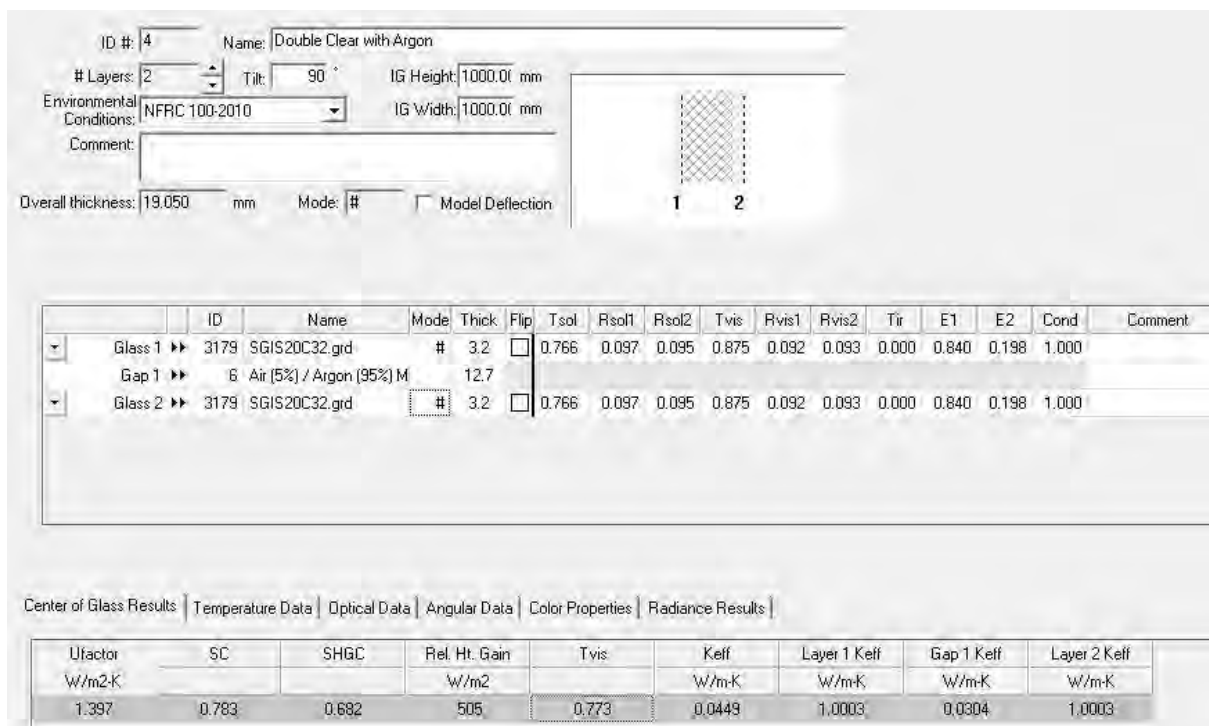 ID #: 4 Name: Double Clear with Argon
# Layers: 2 Tilt: 90 ° IG Height: 1000.0( mm
Environmental Conditions: NFRC 100-2010 IG Width: 1000.0( mm
Comment:
Overall thickness: 19.050 mm Mode: # Model Deflection
1 2
ID Name Mode Thick Flip Tsol Rsol1 Rsol2 Tvis Rvis1 Rvis2 Tir E1 E2 Cond Comment
Glass 1 3179 SGIS20C32.grd # 3.2 0.766 0.097 0.095 0.875 0.092 0.093 0.000 0.840 0.198 1.000
Gap 1 6 Air (5%) / Argon (95%) M 12.7
Glass 2 3179 SGIS20C32.grd # 3.2 0.766 0.097 0.095 0.875 0.092 0.093 0.000 0.840 0.198 1.000
Center of Glass Results Temperature Data Optical Data Angular Data Color Properties Radiance Results
Ufactor SC SHGC Rel. Ht. Gain Tvis Keff Layer 1 Keff Gap 1 Keff Layer 2 Keff
W/m2-K W/m2 W/m-K W/m-K W/m-K W/m-K
1.397 0.783 0.682 505 0.773 0.0449 1.0003 0.0304 1.0003